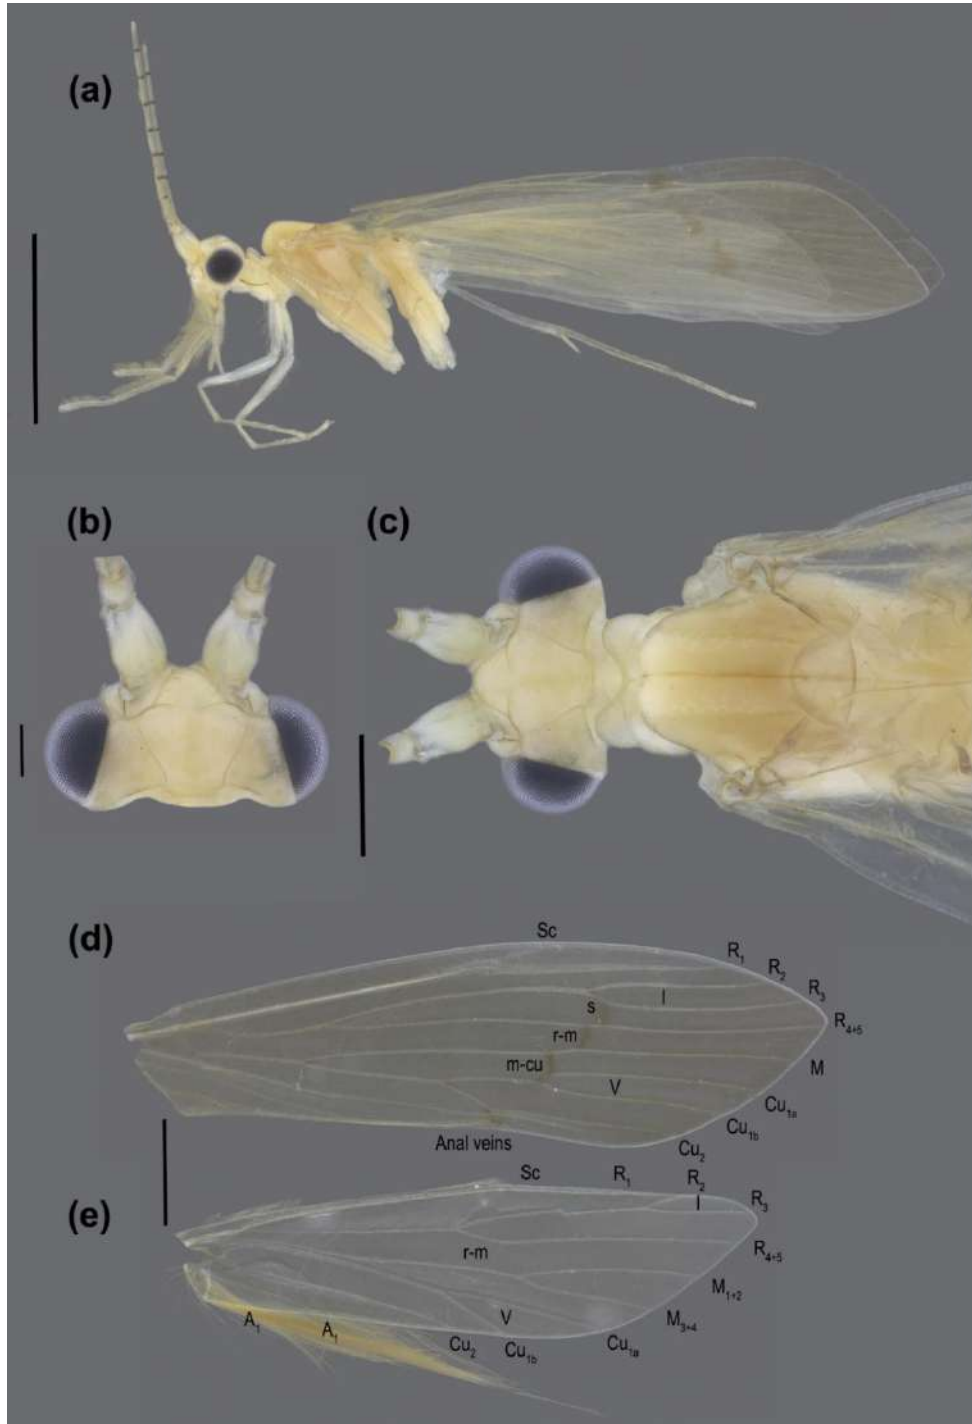 (a)
(b)
(c)
(d)
Sc
R₁
R₂
R₃
R₄₊₅
M
Cu₁ₐ
Cu₁b
Cu₂
Anal veins
s
I
r-m
m-cu
V
(e)
Sc
R₁
R₂
R₃
R₄₊₅
M₁₊₂
M₃₊₄
Cu₁ₐ
Cu₁b
Cu₂
I
r-m
V
A₁
A₁